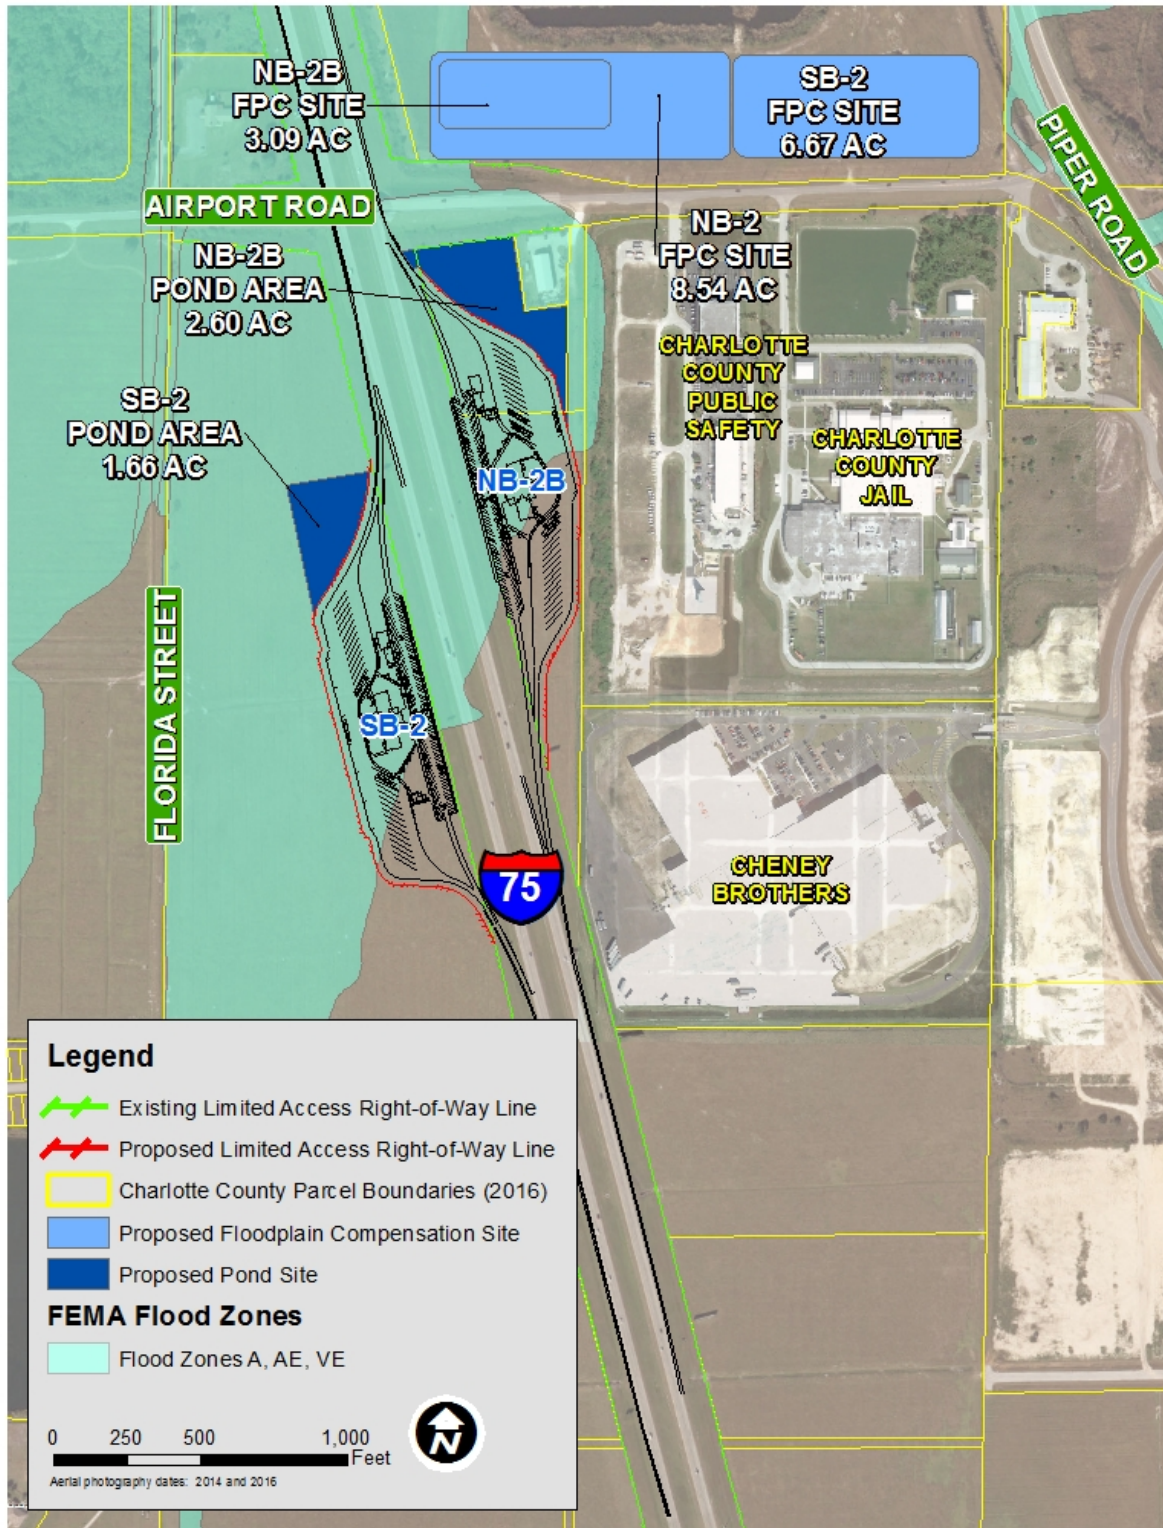 NB-2B
FPC SITE
3.09 AC
SB-2
FPC SITE
6.67 AC
PIPER ROAD
AIRPORT ROAD
NB-2
FPC SITE
8.54 AC
NB-2B
POND AREA
2.60 AC
CHARLOTTE
COUNTY
PUBLIC
SAFETY
SB-2
POND AREA
1.66 AC
CHARLOTTE
COUNTY
JAIL
NB-2B
FLORIDA STREET
SB-2
75
CHENEY
BROTHERS
Legend
Existing Limited Access Right-of-Way Line
Proposed Limited Access Right-of-Way Line
Charlotte County Parcel Boundaries (2016)
Proposed Floodplain Compensation Site
Proposed Pond Site
FEMA Flood Zones
Flood Zones A, AE, VE
0 250 500 1,000
Feet
N
Aerial photography dates: 2014 and 2016